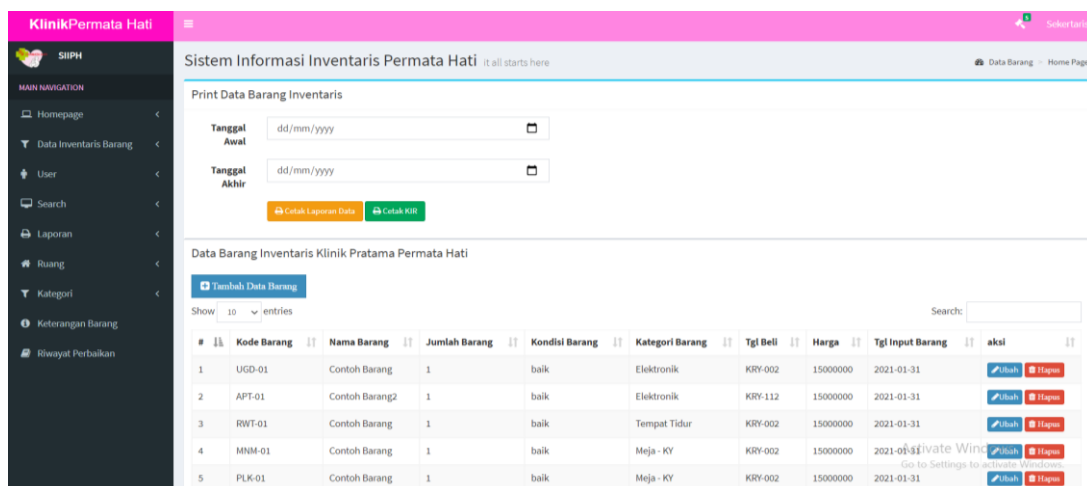 KlinikPermata Hati
5
Sekertaris
SIIPH
Sistem Informasi Inventaris Permata Hati it all starts here
Data Barang > Home Page
MAIN NAVIGATION
Homepage
Data Inventaris Barang
User
Search
Laporan
Ruang
Kategori
Keterangan Barang
Riwayat Perbaikan
Print Data Barang Inventaris
Tanggal Awal dd/mm/yyyy
Tanggal Akhir dd/mm/yyyy
Cetak Laporan Data Cetak KIR
Data Barang Inventaris Klinik Pratama Permata Hati
Tambah Data Barang
Show 10 entries Search:
# Kode Barang Nama Barang Jumlah Barang Kondisi Barang Kategori Barang Tgl Beli Harga Tgl Input Barang aksi
1 UGD-01 Contoh Barang 1 baik Elektronik KRY-002 15000000 2021-01-31 Ubah Hapus
2 APT-01 Contoh Barang2 1 baik Elektronik KRY-112 15000000 2021-01-31 Ubah Hapus
3 RWT-01 Contoh Barang 1 baik Tempat Tidur KRY-002 15000000 2021-01-31 Ubah Hapus
4 MNM-01 Contoh Barang 1 baik Meja - KY KRY-002 15000000 2021-01-31 Ubah Hapus
5 PLK-01 Contoh Barang 1 baik Meja - KY KRY-002 15000000 2021-01-31 Ubah Hapus
Activate Windows
Go to Settings to activate Windows.